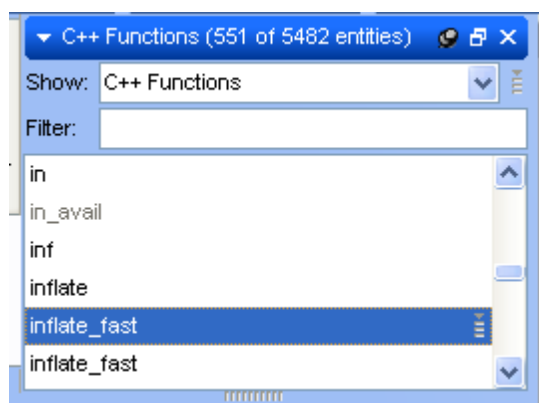 C++ Functions (551 of 5482 entities)
Show: C++ Functions
Filter:
in
in_avail
inf
inflate
inflate_fast
inflate_fast